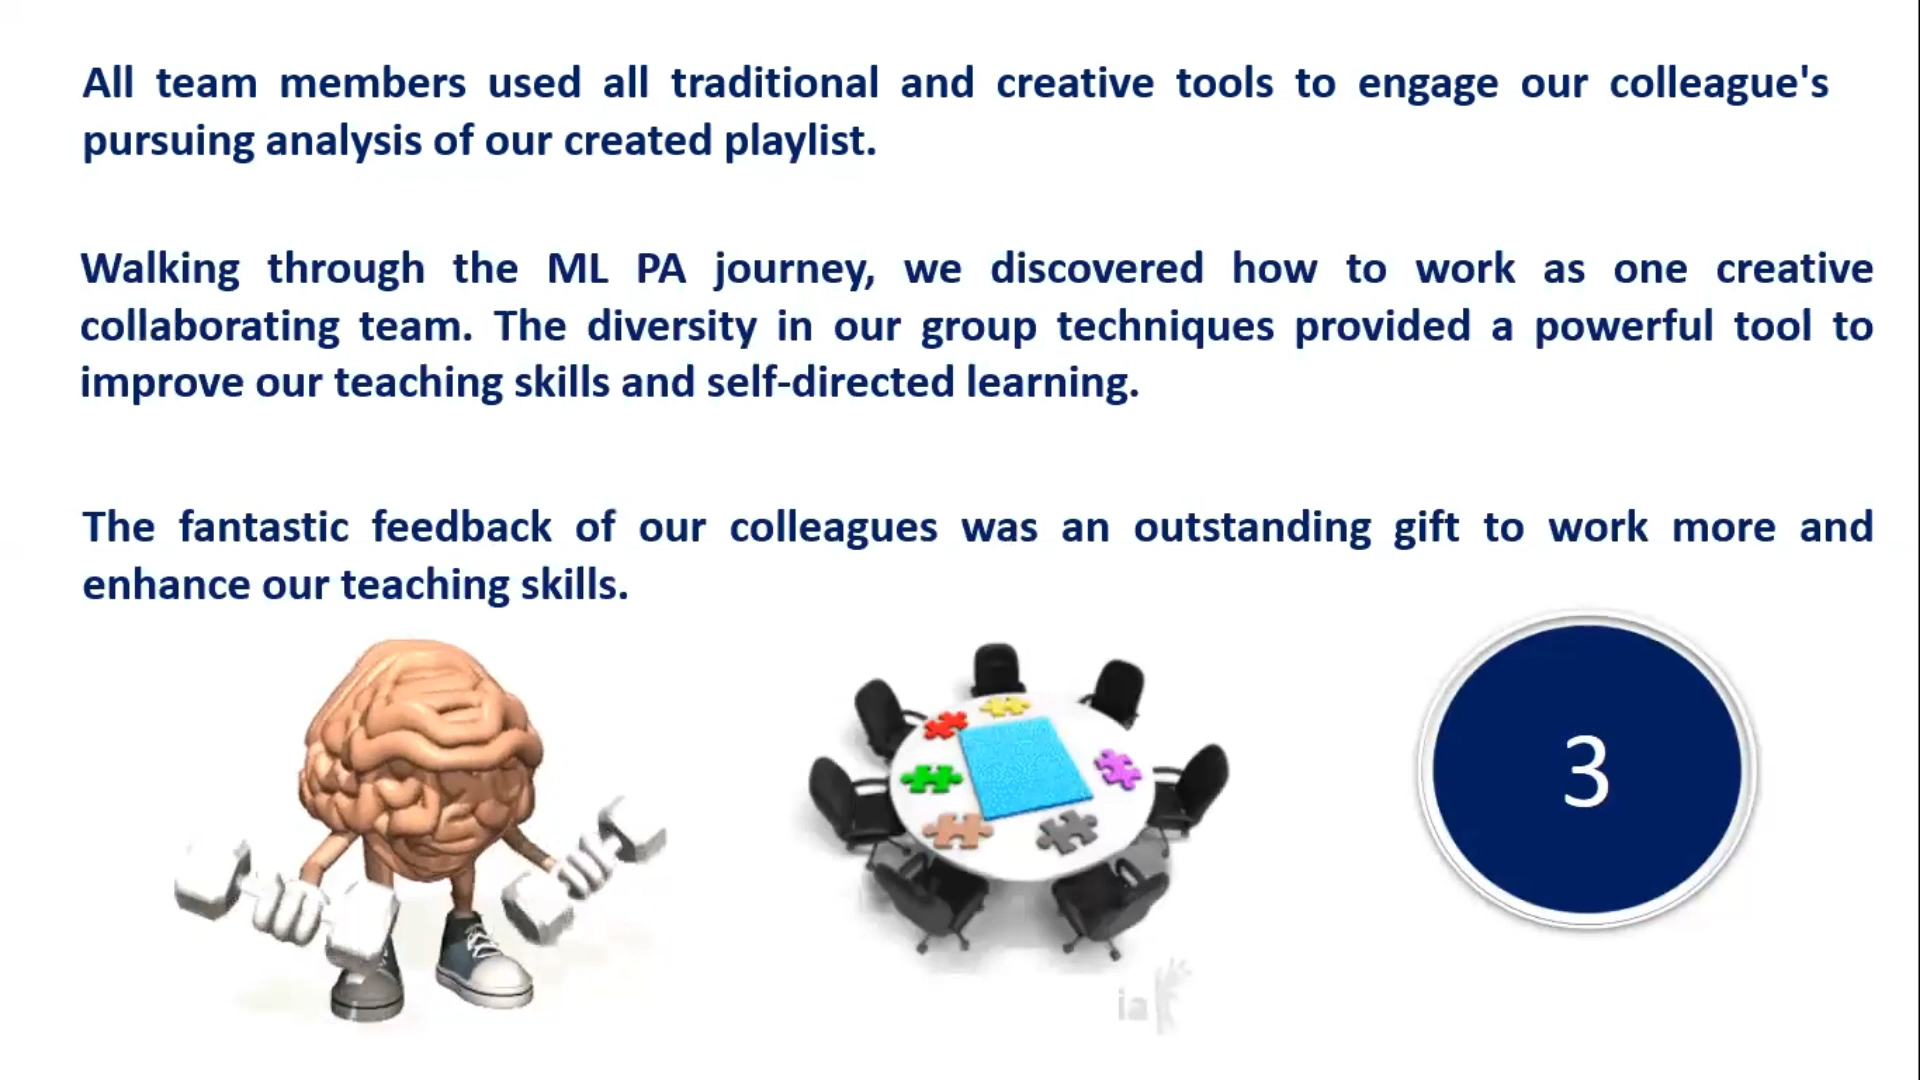 All team members used all traditional and creative tools to engage our colleague's
pursuing analysis of our created playlist.
Walking through the ML PA journey, we discovered how to work as one creative
collaborating team. The diversity in our group techniques provided a powerful tool to
improve our teaching skills and self-directed learning.
The fantastic feedback of our colleagues was an outstanding gift to work more and
enhance our teaching skills.
3
ia